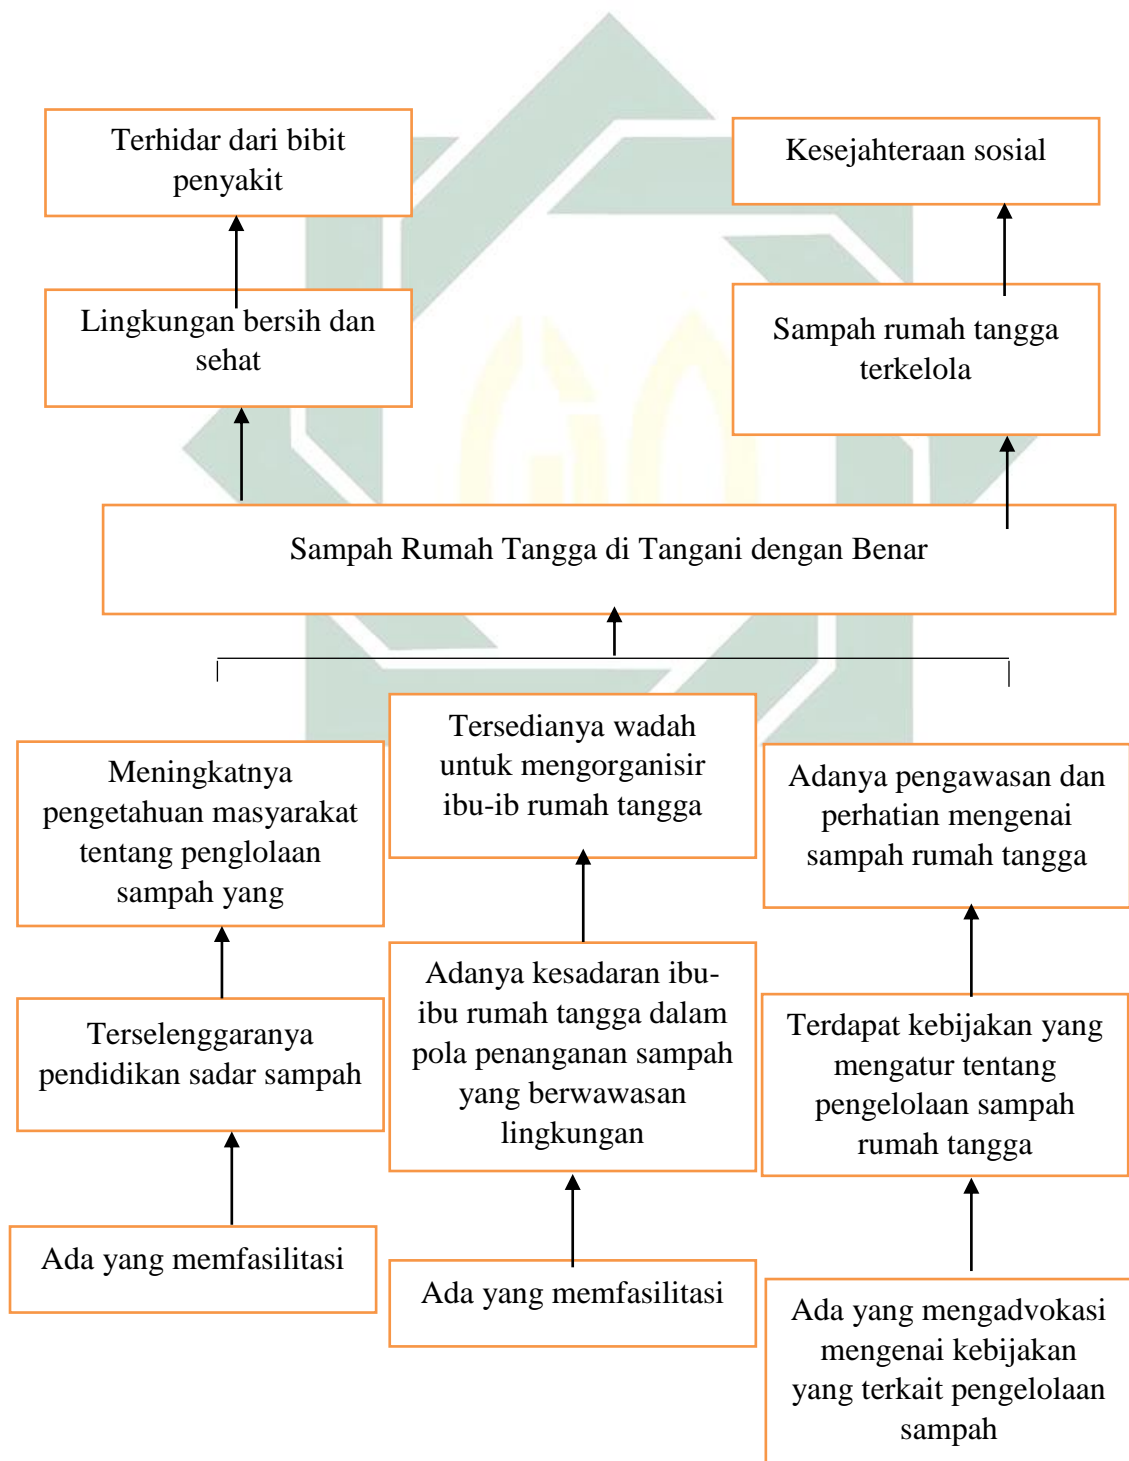 Terhidar dari bibit
penyakit
Kesejahteraan sosial
Lingkungan bersih dan
sehat
Sampah rumah tangga
terkelola
Sampah Rumah Tangga di Tangani dengan Benar
Meningkatnya
pengetahuan masyarakat
tentang penglolaan
sampah yang
Tersedianya wadah
untuk mengorganisir
ibu-ib rumah tangga
Adanya pengawasan dan
perhatian mengenai
sampah rumah tangga
Terselenggaranya
pendidikan sadar sampah
Adanya kesadaran ibu-
ibu rumah tangga dalam
pola penanganan sampah
yang berwawasan
lingkungan
Terdapat kebijakan yang
mengatur tentang
pengelolaan sampah
rumah tangga
Ada yang memfasilitasi
Ada yang memfasilitasi
Ada yang mengadvokasi
mengenai kebijakan
yang terkait pengelolaan
sampah